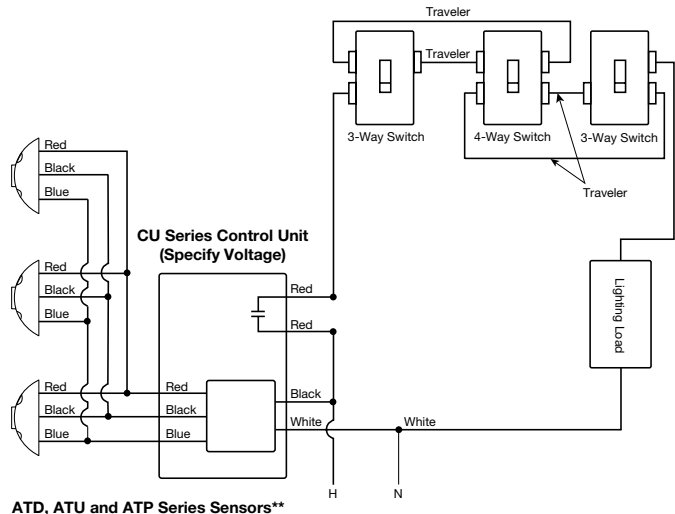 Traveler
Traveler
3-Way Switch
4-Way Switch
3-Way Switch
Traveler
Red
Black
Blue
CU Series Control Unit
(Specify Voltage)
Red
Black
Blue
Red
Red
Lighting Load
Red
Black
Blue
Red
Black
Blue
Black
White
White
H
N
ATD, ATU and ATP Series Sensors**